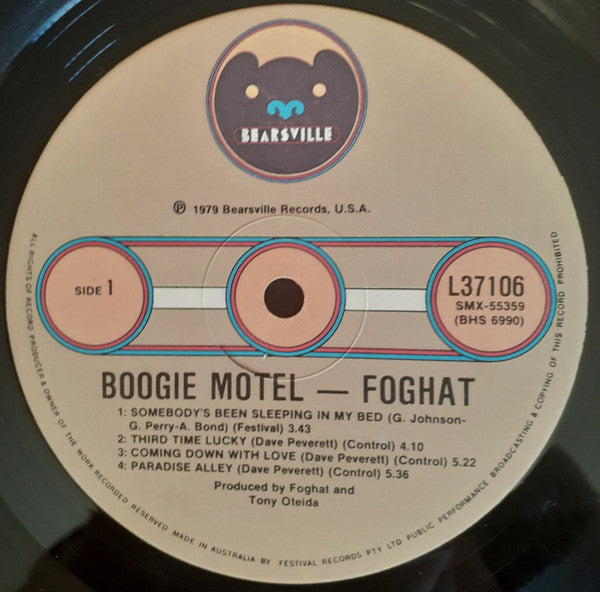 BEARSVILLE
℗ 1979 Bearsville Records, U.S.A.
SIDE 1
L37106
SMX-55359
(BHS 6990)
BOOGIE MOTEL — FOGHAT
1: SOMEBODY'S BEEN SLEEPING IN MY BED (G. Johnson-
G. Perry-A. Bond) (Festival) 3.43
2: THIRD TIME LUCKY (Dave Peverett) (Control) 4.10
3: COMING DOWN WITH LOVE (Dave Peverett) (Control) 5.22
4: PARADISE ALLEY (Dave Peverett) (Control) 5.36
Produced by Foghat and
Tony Oteida
ALL RIGHTS OF RECORD PRODUCER & OWNER OF THE WORK RECORDED RESERVED MADE IN AUSTRALIA BY FESTIVAL RECORDS PTY LTD PUBLIC PERFORMANCE BROADCASTING & COPYING OF THIS RECORD PROHIBITED